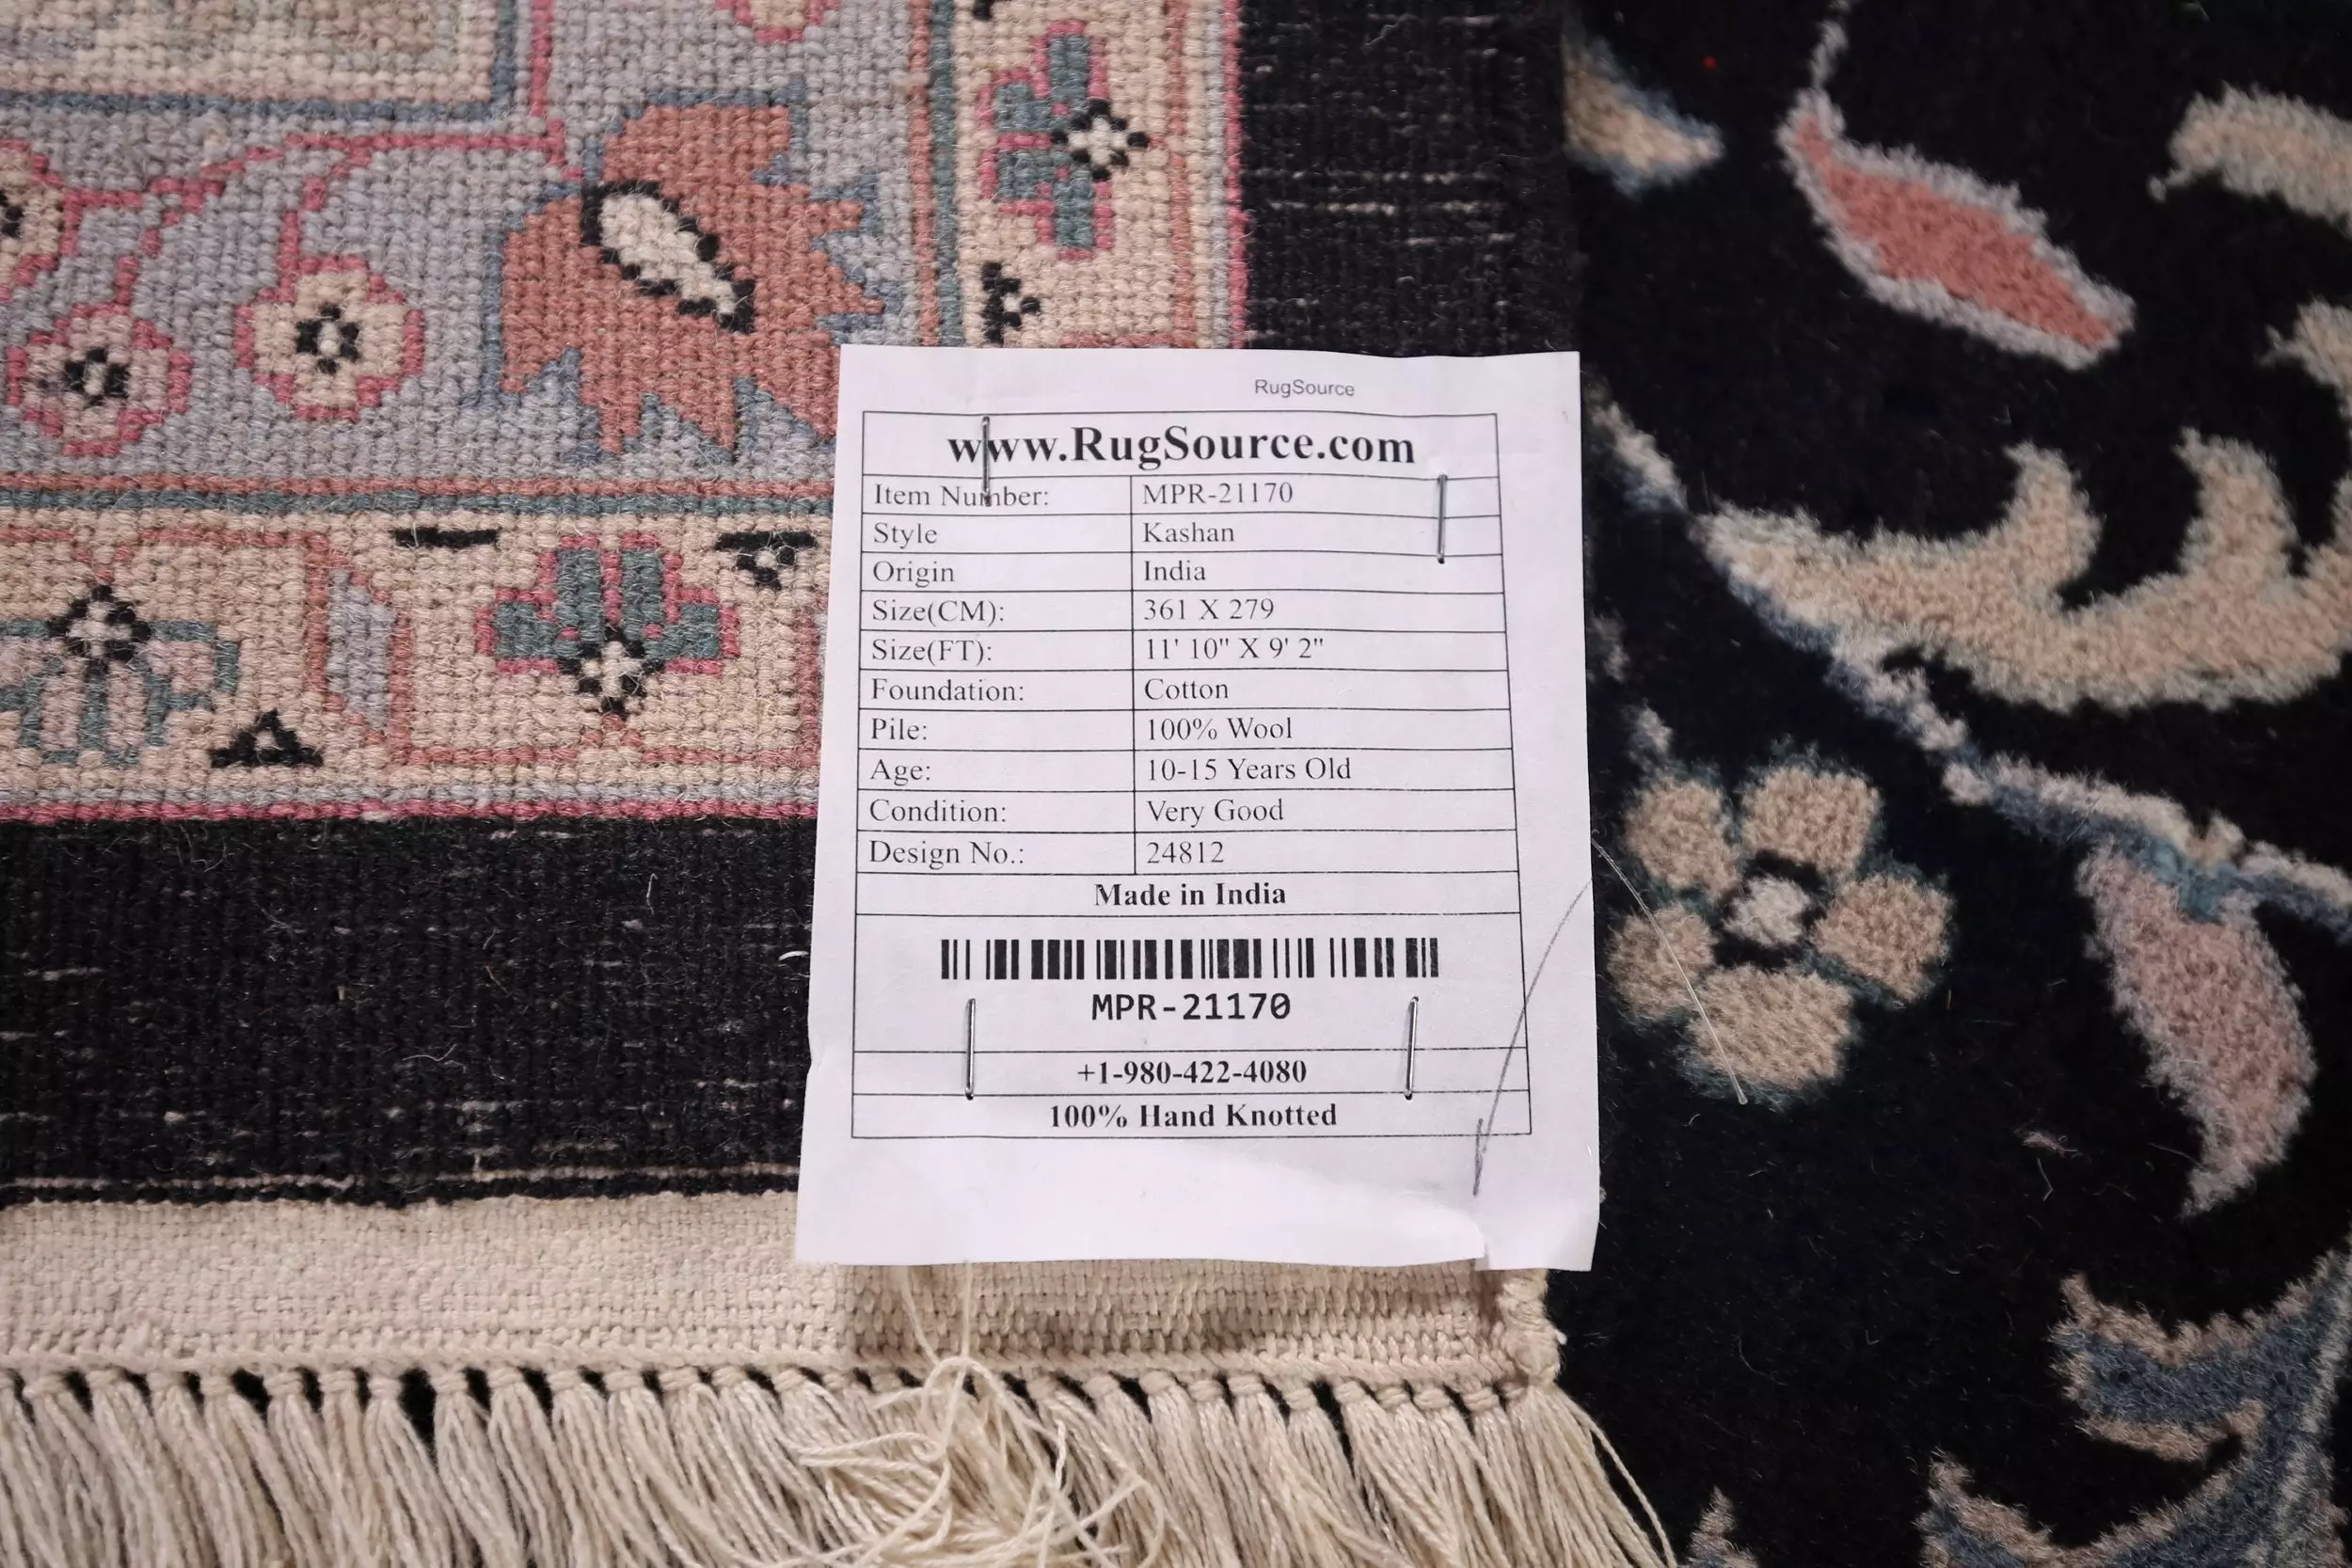 RugSource
www.RugSource.com
Item Number: MPR-21170
Style Kashan
Origin India
Size(CM): 361 X 279
Size(FT): 11' 10" X 9' 2"
Foundation: Cotton
Pile: 100% Wool
Age: 10-15 Years Old
Condition: Very Good
Design No.: 24812
Made in India
MPR-21170
+1-980-422-4080
100% Hand Knotted